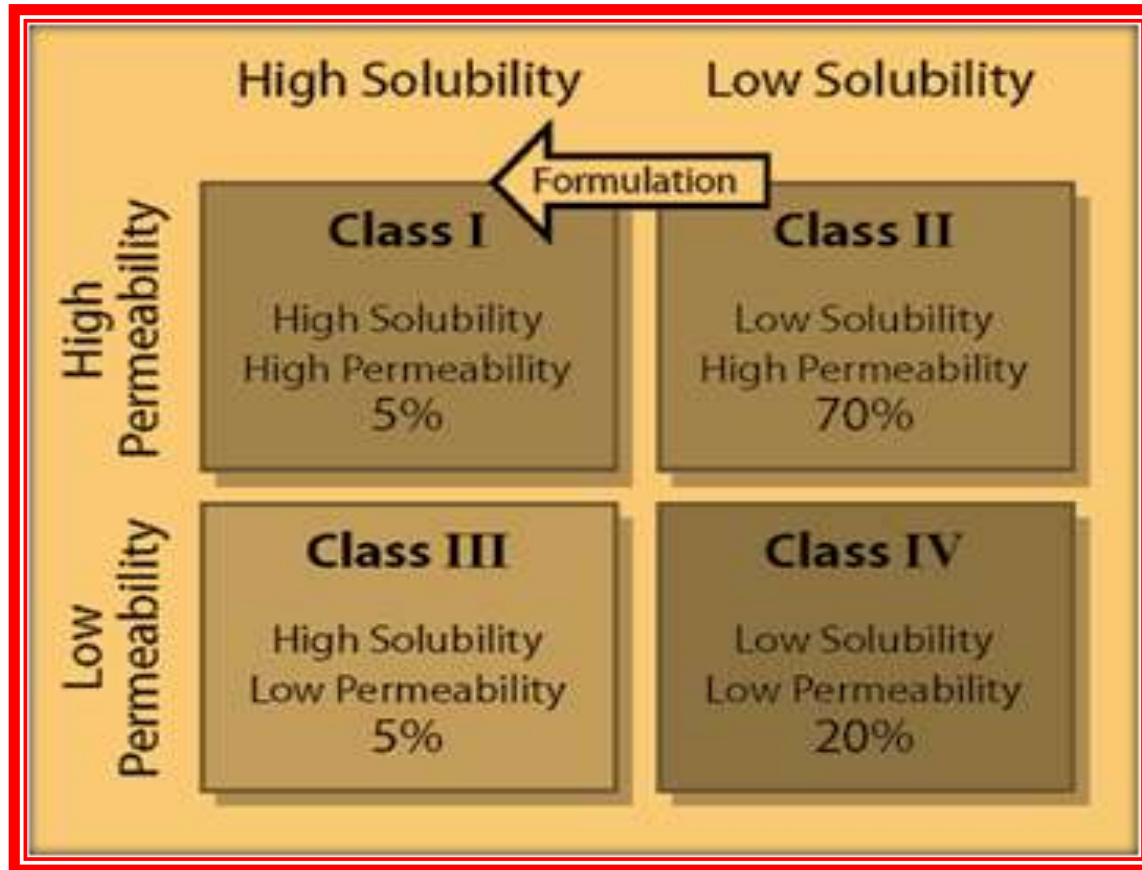 High Solubility
Low Solubility
Formulation
High
Permeability
Class I
High Solubility
High Permeability
5%
Class II
Low Solubility
High Permeability
70%
Low
Permeability
Class III
High Solubility
Low Permeability
5%
Class IV
Low Solubility
Low Permeability
20%